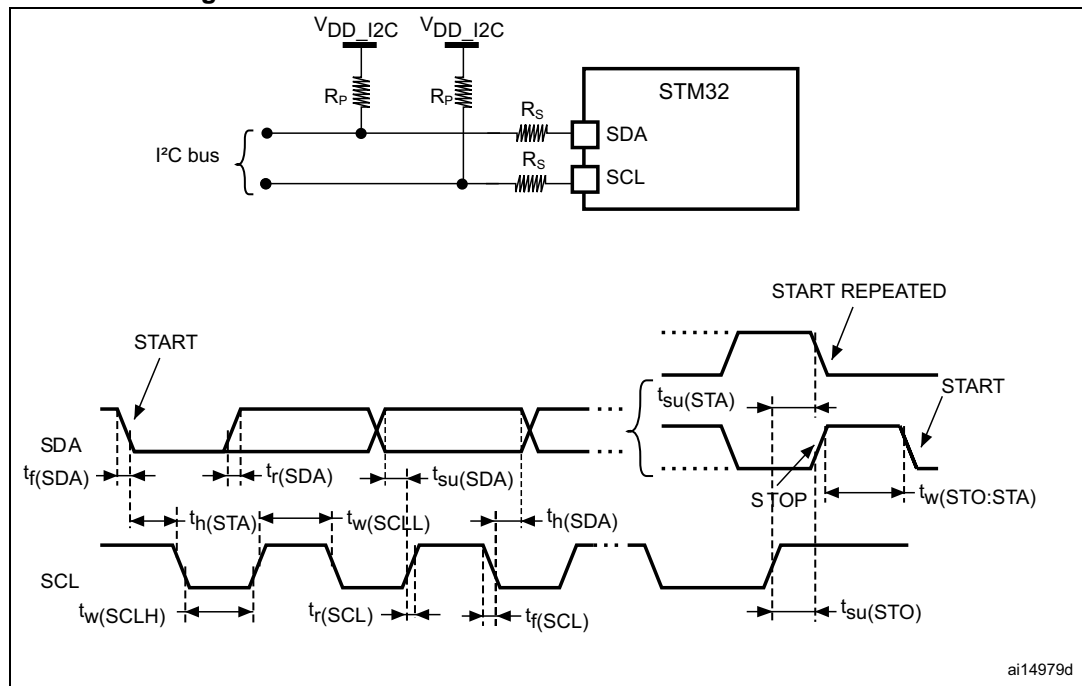 VDD_I2C VDD_I2C
RP RP
STM32
RS SDA
I²C bus
RS SCL
START REPEATED
START
tsu(STA) START
SDA
tf(SDA) tr(SDA) tsu(SDA) STOP tw(STO:STA)
th(STA) tw(SCLL) th(SDA)
SCL
tw(SCLH) tr(SCL) tf(SCL) tsu(STO)
ai14979d